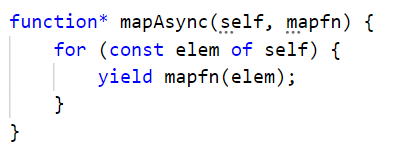 function* mapAsync(self, mapfn) {
    for (const elem of self) {
        yield mapfn(elem);
    }
}